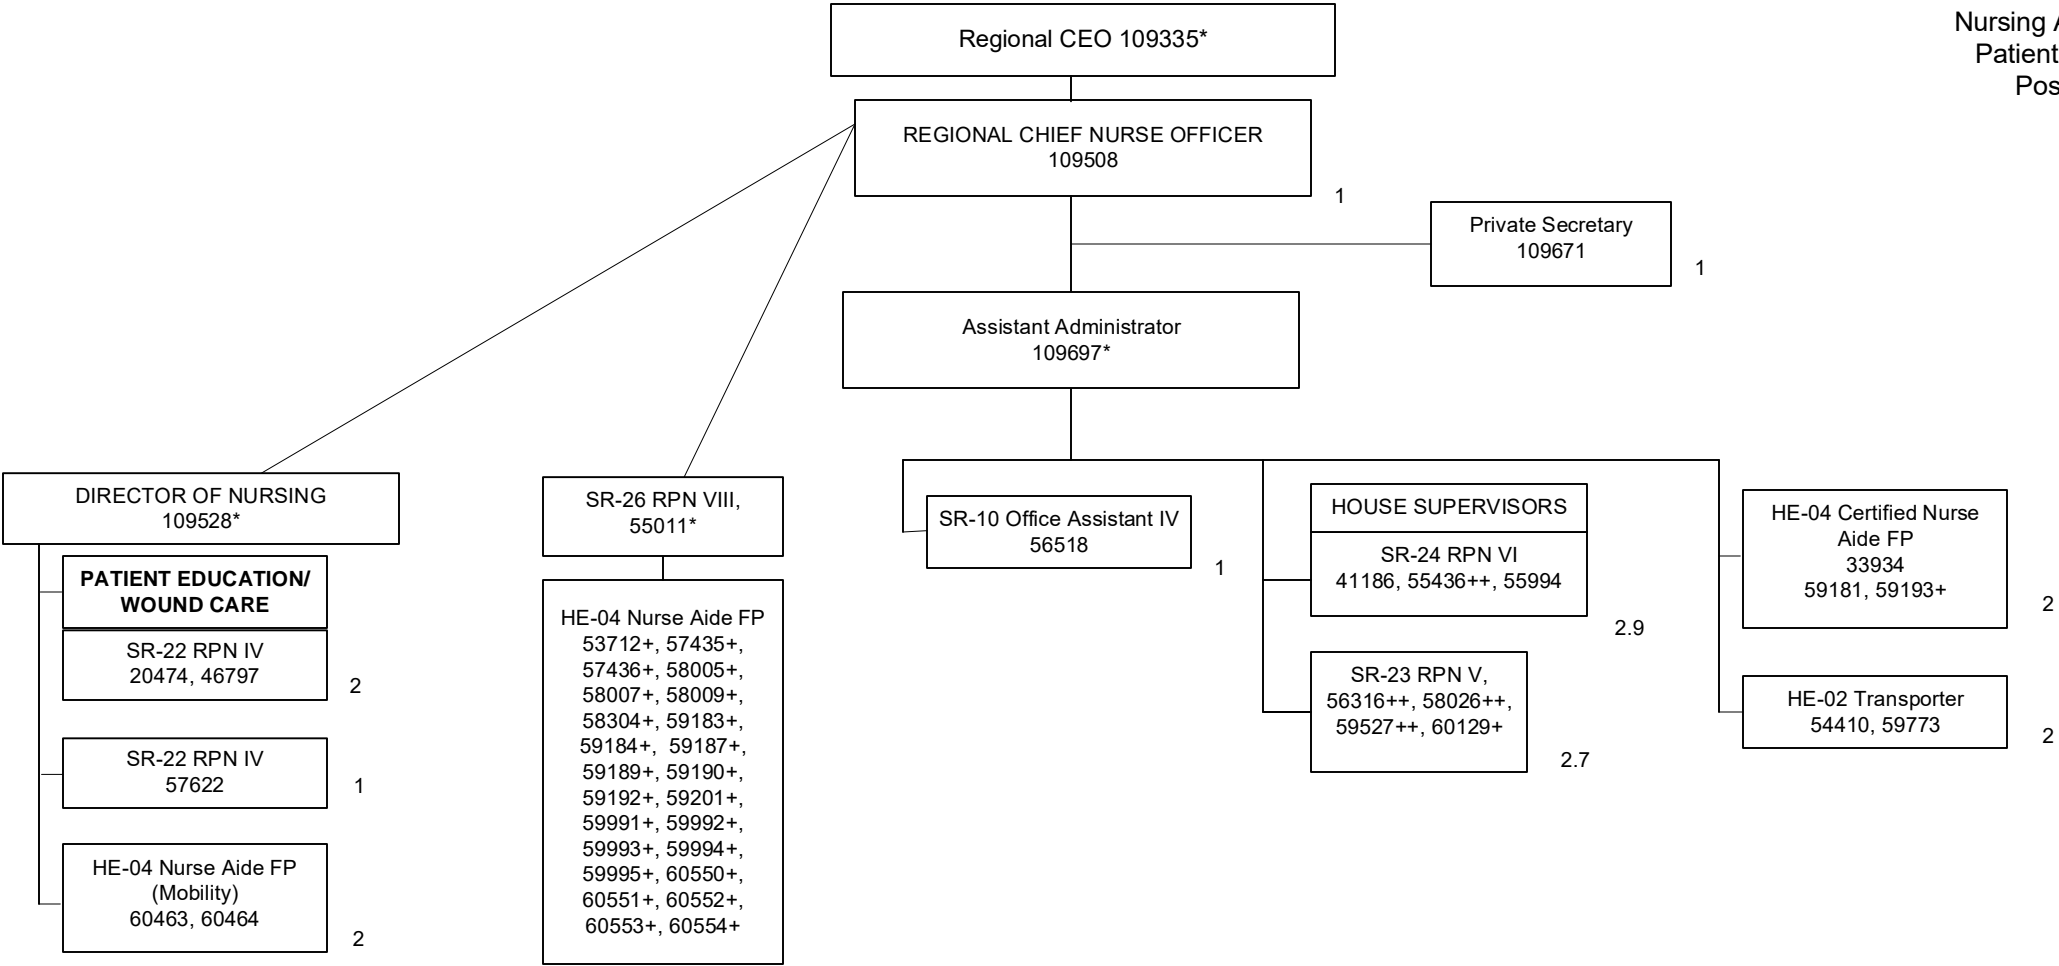 Nursing
Patient
Regional CEO 109335*
REGIONAL CHIEF NURSE OFFICER
109508
1
Private Secretary
109671
1
Assistant Administrator
109697*
DIRECTOR OF NURSING
109528*
PATIENT EDUCATION/
WOUND CARE
SR-22 RPN IV
20474, 46797
2
SR-22 RPN IV
57622
1
HE-04 Nurse Aide FP
(Mobility)
60463, 60464
2
SR-26 RPN VIII,
55011*
HE-04 Nurse Aide FP
53712+, 57435+,
57436+, 58005+,
58007+, 58009+,
58304+, 59183+,
59184+, 59187+,
59189+, 59190+,
59192+, 59201+,
59991+, 59992+,
59993+, 59994+,
59995+, 60550+,
60551+, 60552+,
60553+, 60554+
SR-10 Office Assistant IV
56518
1
HOUSE SUPERVISORS
SR-24 RPN VI
41186, 55436++, 55994
2.9
SR-23 RPN V,
56316++, 58026++,
59527++, 60129+
2.7
HE-04 Certified Nurse
Aide FP
33934
59181, 59193+
2
HE-02 Transporter
54410, 59773
2